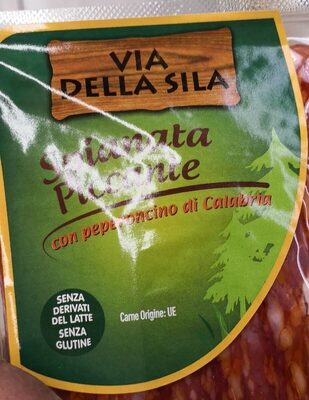 VIA
DELLA SILA
Spianata
Piccante
con peperoncino di Calabria
SENZA
DERIVATI
DEL LATTE
SENZA
GLUTINE
Carne Origine: UE